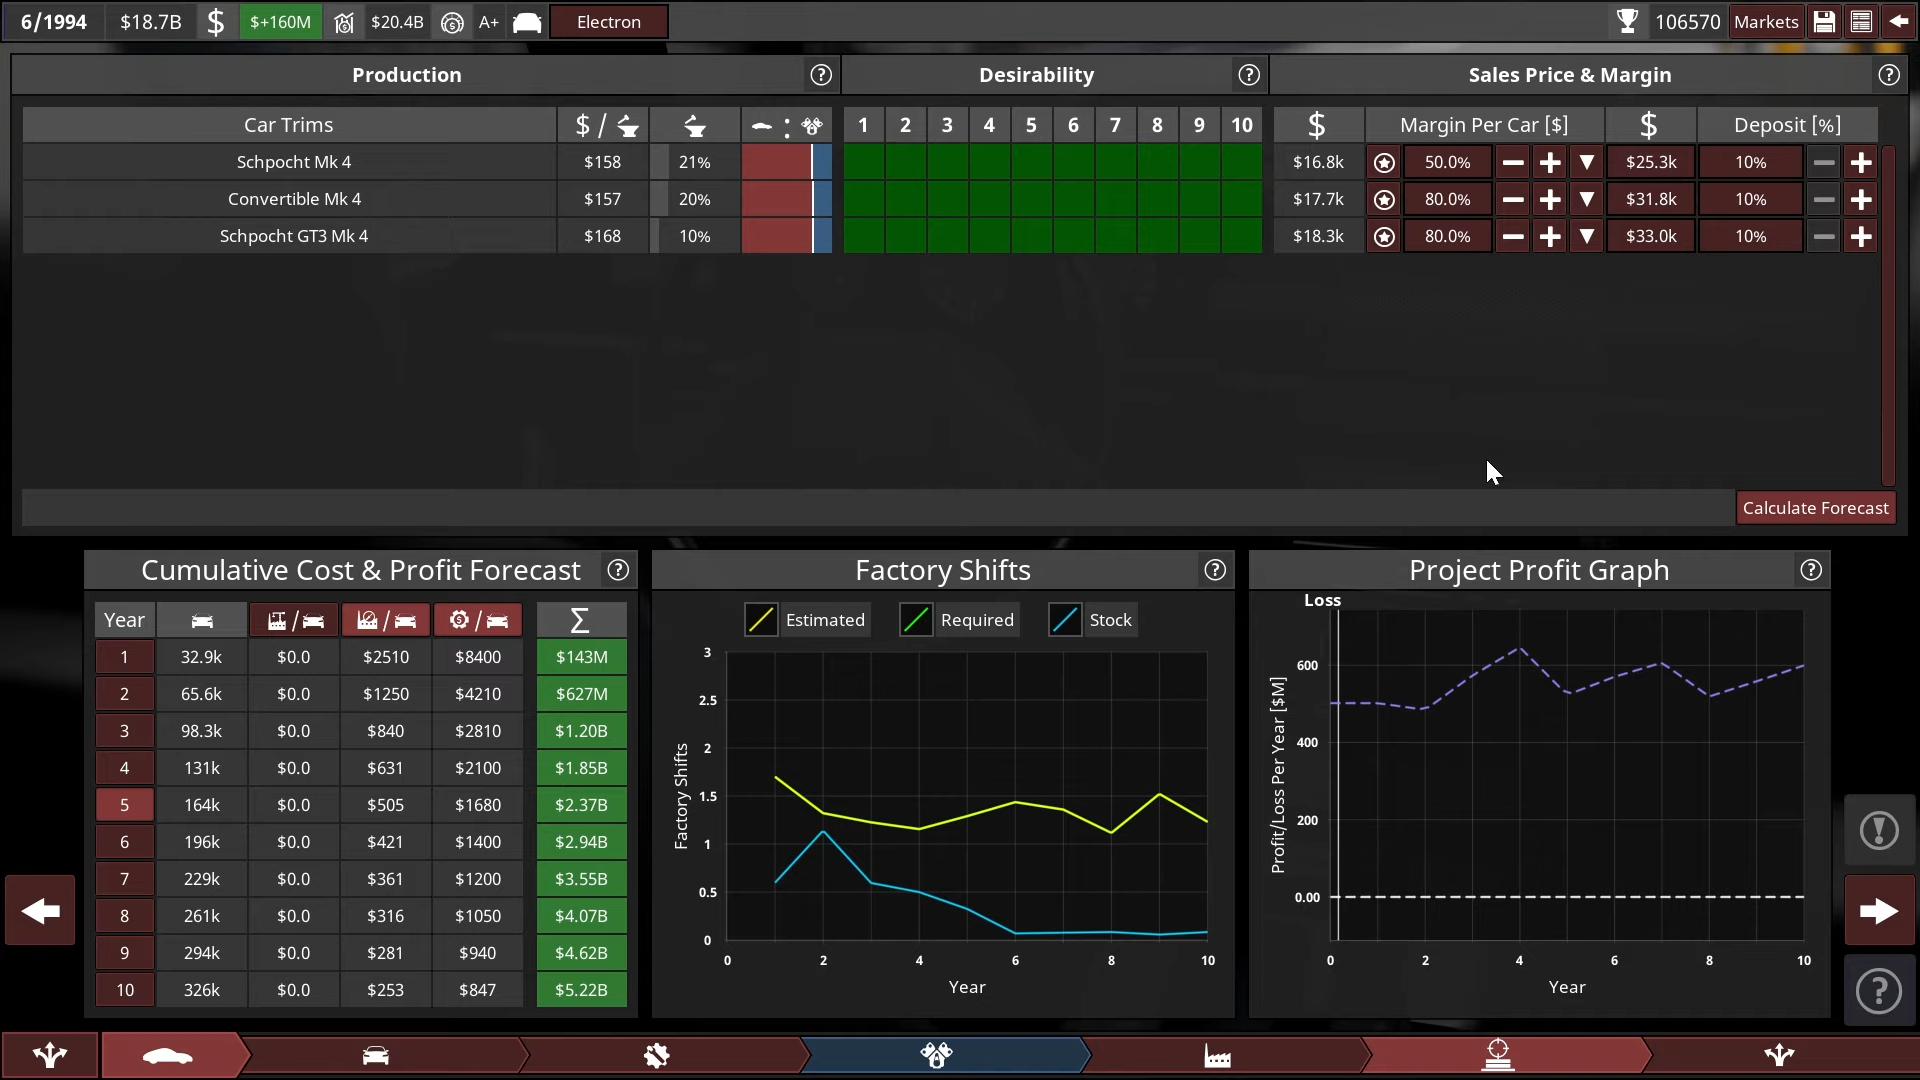 6/1994 $18.7B $+160M $20.4B A+ Electron 106570 Markets
Production Desirability Sales Price & Margin
Car Trims $ / : 1 2 3 4 5 6 7 8 9 10 $ Margin Per Car [$] $ Deposit [%]
Schpocht Mk 4 $158 21% $16.8k 50.0% $25.3k 10%
Convertible Mk 4 $157 20% $17.7k 80.0% $31.8k 10%
Schpocht GT3 Mk 4 $168 10% $18.3k 80.0% $33.0k 10%
Calculate Forecast
Cumulative Cost & Profit Forecast
Year / / / Σ
1 32.9k $0.0 $2510 $8400 $143M
2 65.6k $0.0 $1250 $4210 $627M
3 98.3k $0.0 $840 $2810 $1.20B
4 131k $0.0 $631 $2100 $1.85B
5 164k $0.0 $505 $1680 $2.37B
6 196k $0.0 $421 $1400 $2.94B
7 229k $0.0 $361 $1200 $3.55B
8 261k $0.0 $316 $1050 $4.07B
9 294k $0.0 $281 $940 $4.62B
10 326k $0.0 $253 $847 $5.22B
Factory Shifts
Estimated Required Stock
Factory Shifts
3
2.5
2
1.5
1
0.5
0
0 2 4 6 8 10
Year
Project Profit Graph
Loss
Profit/Loss Per Year [$M]
600
400
200
0.00
0 2 4 6 8 10
Year